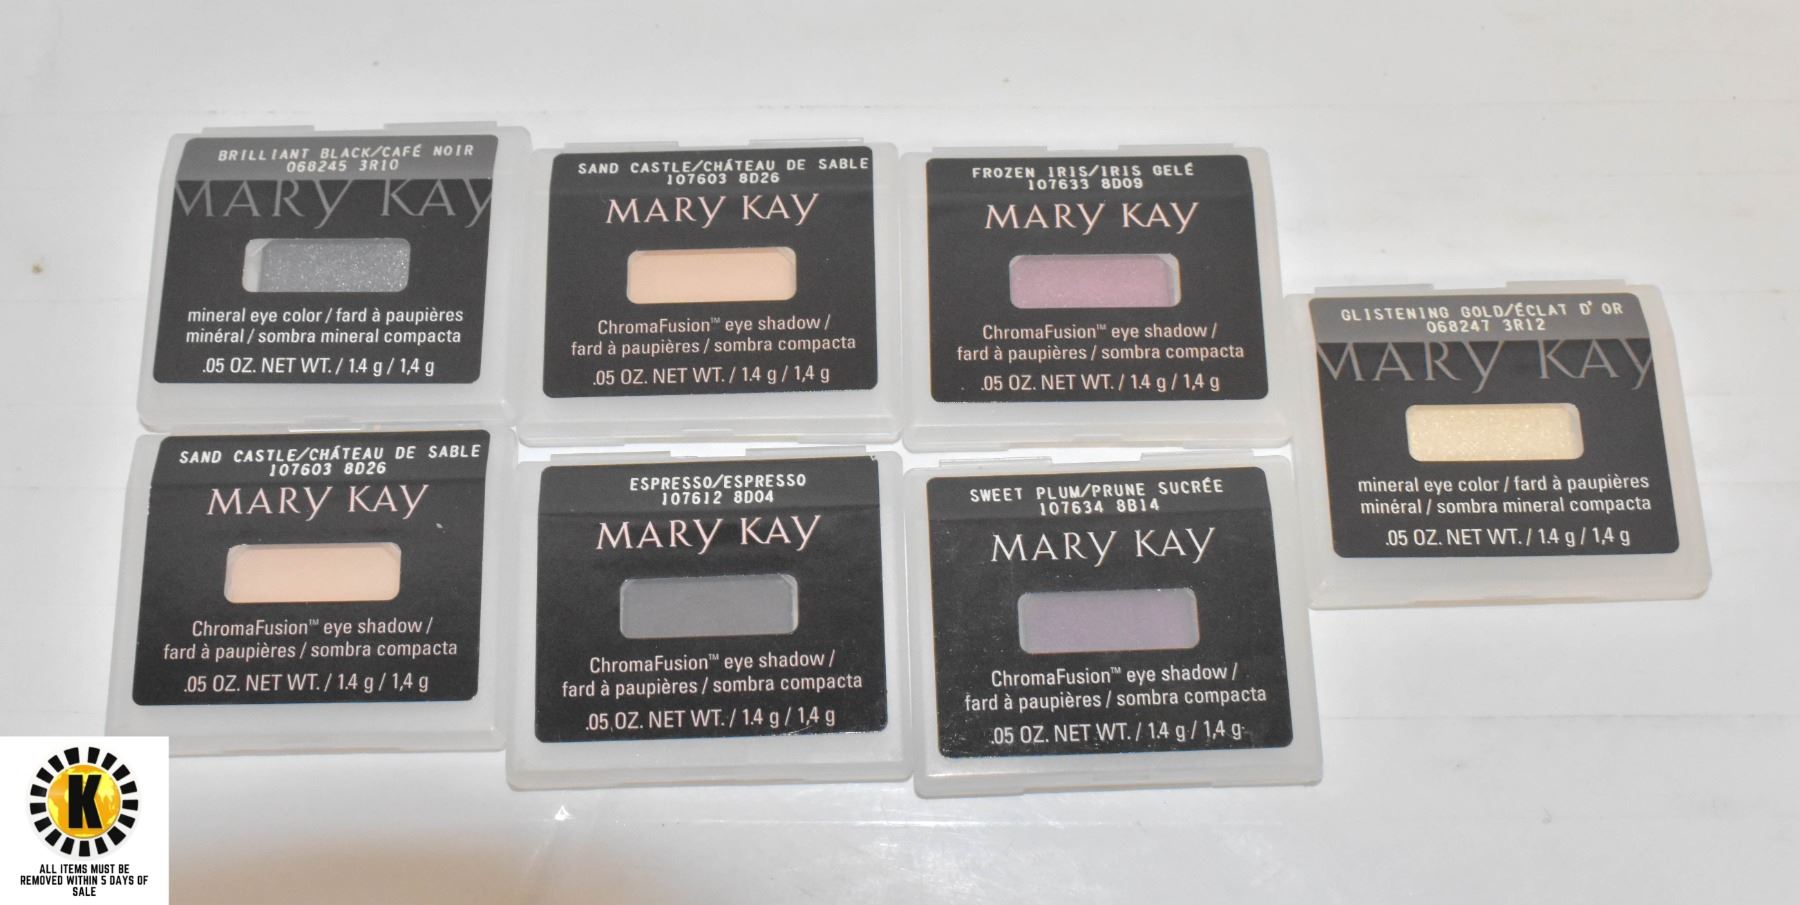 BRILLIANT BLACK/CAFÉ NOIR
068245 3R10
MARY KAY
mineral eye color / fard à paupières
minéral / sombra mineral compacta
.05 OZ. NET WT. / 1.4 g / 1,4 g
SAND CASTLE/CHÁTEAU DE SABLE
107603 8D26
MARY KAY
ChromaFusion™ eye shadow /
fard à paupières / sombra compacta
.05 OZ. NET WT. / 1.4 g / 1,4 g
FROZEN IRIS/IRIS GELÉ
107633 8D09
MARY KAY
ChromaFusion™ eye shadow /
fard à paupières / sombra compacta
.05 OZ. NET WT. / 1.4 g / 1,4 g
GLISTENING GOLD/ÉCLAT D'OR
068247 3R12
MARY KAY
mineral eye color / fard à paupières
minéral / sombra mineral compacta
.05 OZ. NET WT. / 1.4 g / 1,4 g
SAND CASTLE/CHÁTEAU DE SABLE
107603 8D26
MARY KAY
ChromaFusion™ eye shadow /
fard à paupières / sombra compacta
.05 OZ. NET WT. / 1.4 g / 1,4 g
ESPRESSO/ESPRESSO
107612 8D04
MARY KAY
ChromaFusion™ eye shadow /
fard à paupières / sombra compacta
.05 OZ. NET WT. / 1.4 g / 1,4 g
SWEET PLUM/PRUNE SUCRÉE
107634 8B14
MARY KAY
ChromaFusion™ eye shadow /
fard à paupières / sombra compacta
.05 OZ. NET WT. / 1.4 g / 1,4 g
K
ALL ITEMS MUST BE
REMOVED WITHIN 5 DAYS OF
SALE